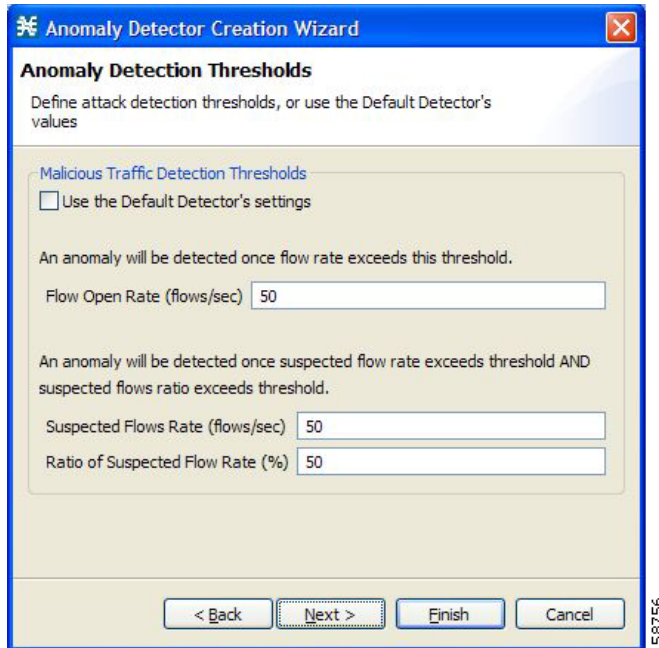 Anomaly Detector Creation Wizard
Anomaly Detection Thresholds
Define attack detection thresholds, or use the Default Detector's
values
Malicious Traffic Detection Thresholds
Use the Default Detector's settings
An anomaly will be detected once flow rate exceeds this threshold.
Flow Open Rate (flows/sec) 50
An anomaly will be detected once suspected flow rate exceeds threshold AND
suspected flows ratio exceeds threshold.
Suspected Flows Rate (flows/sec) 50
Ratio of Suspected Flow Rate (%) 50
< Back Next > Finish Cancel
58756